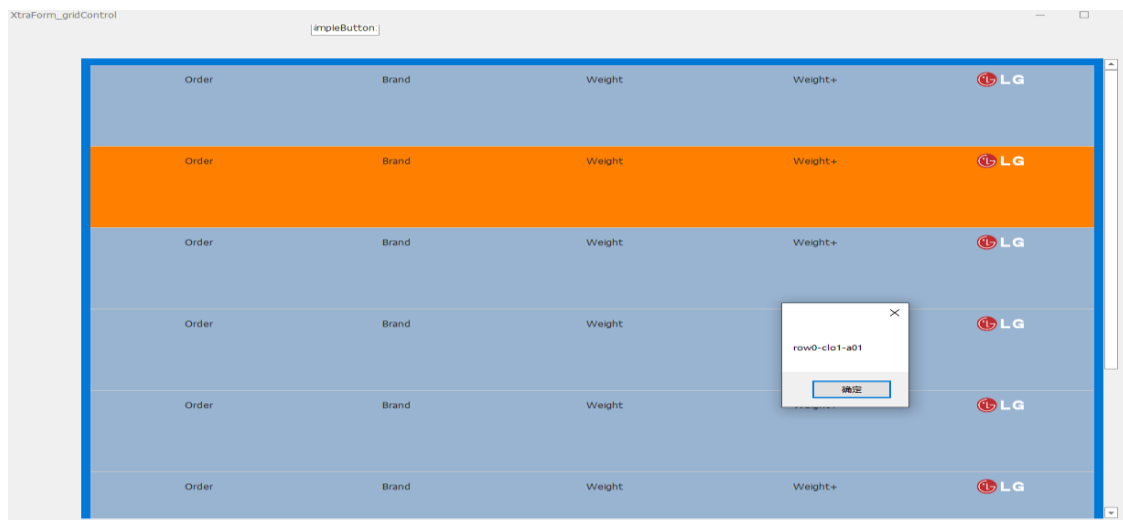 XtraForm_gridControl
impleButton
Order Brand Weight Weight+ LG
Order Brand Weight Weight+ LG
Order Brand Weight Weight+ LG
Order Brand Weight LG
row0-clo1-a01
确定
Order Brand Weight LG
Order Brand Weight Weight+ LG